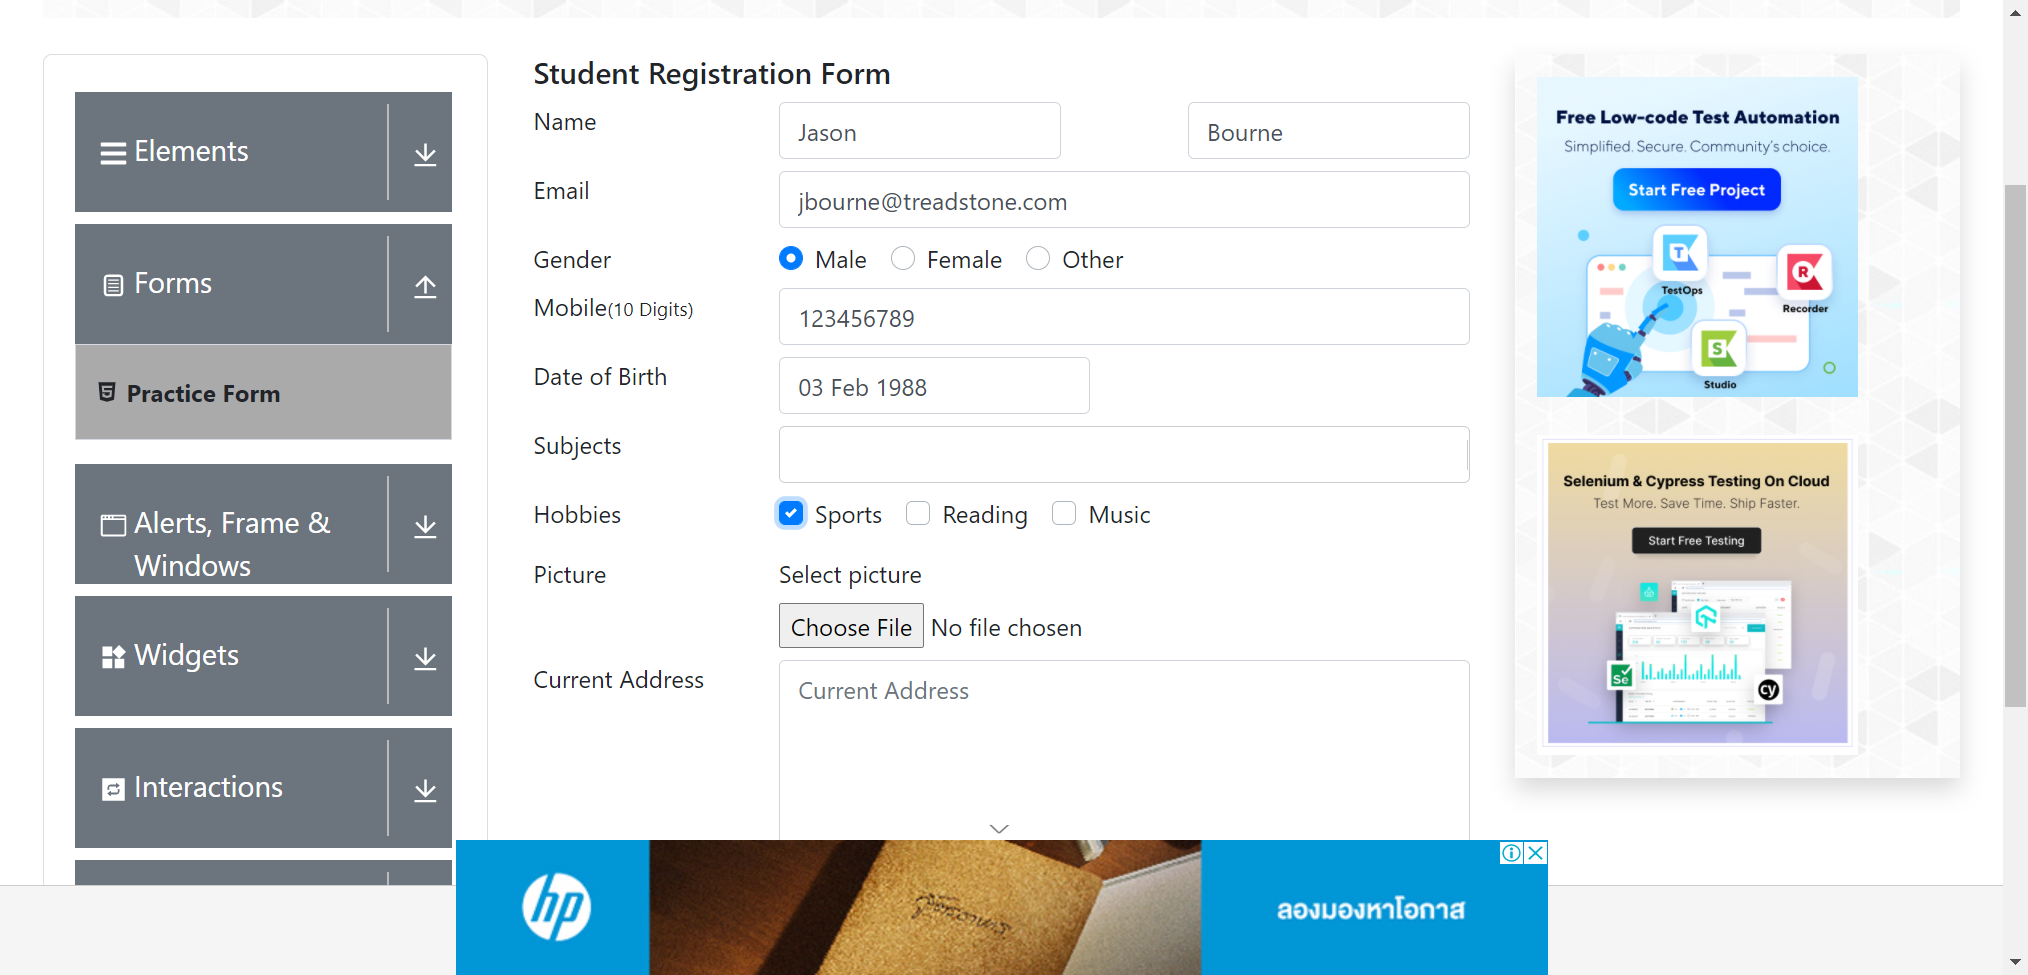 Elements
Forms
Practice Form
Alerts, Frame &
Windows
Widgets
Interactions
Student Registration Form
Name
Jason
Bourne
Email
jbourne@treadstone.com
Gender
Male
Female
Other
Mobile(10 Digits)
123456789
Date of Birth
03 Feb 1988
Subjects
Hobbies
Sports
Reading
Music
Picture
Select picture
Choose File
No file chosen
Current Address
Current Address
Free Low-code Test Automation
Simplified. Secure. Community's choice.
Start Free Project
TestOps
Recorder
Studio
Selenium & Cypress Testing On Cloud
Test More. Save Time. Ship Faster.
Start Free Testing
Se
cy
hp
ลองมองหาโอกาส